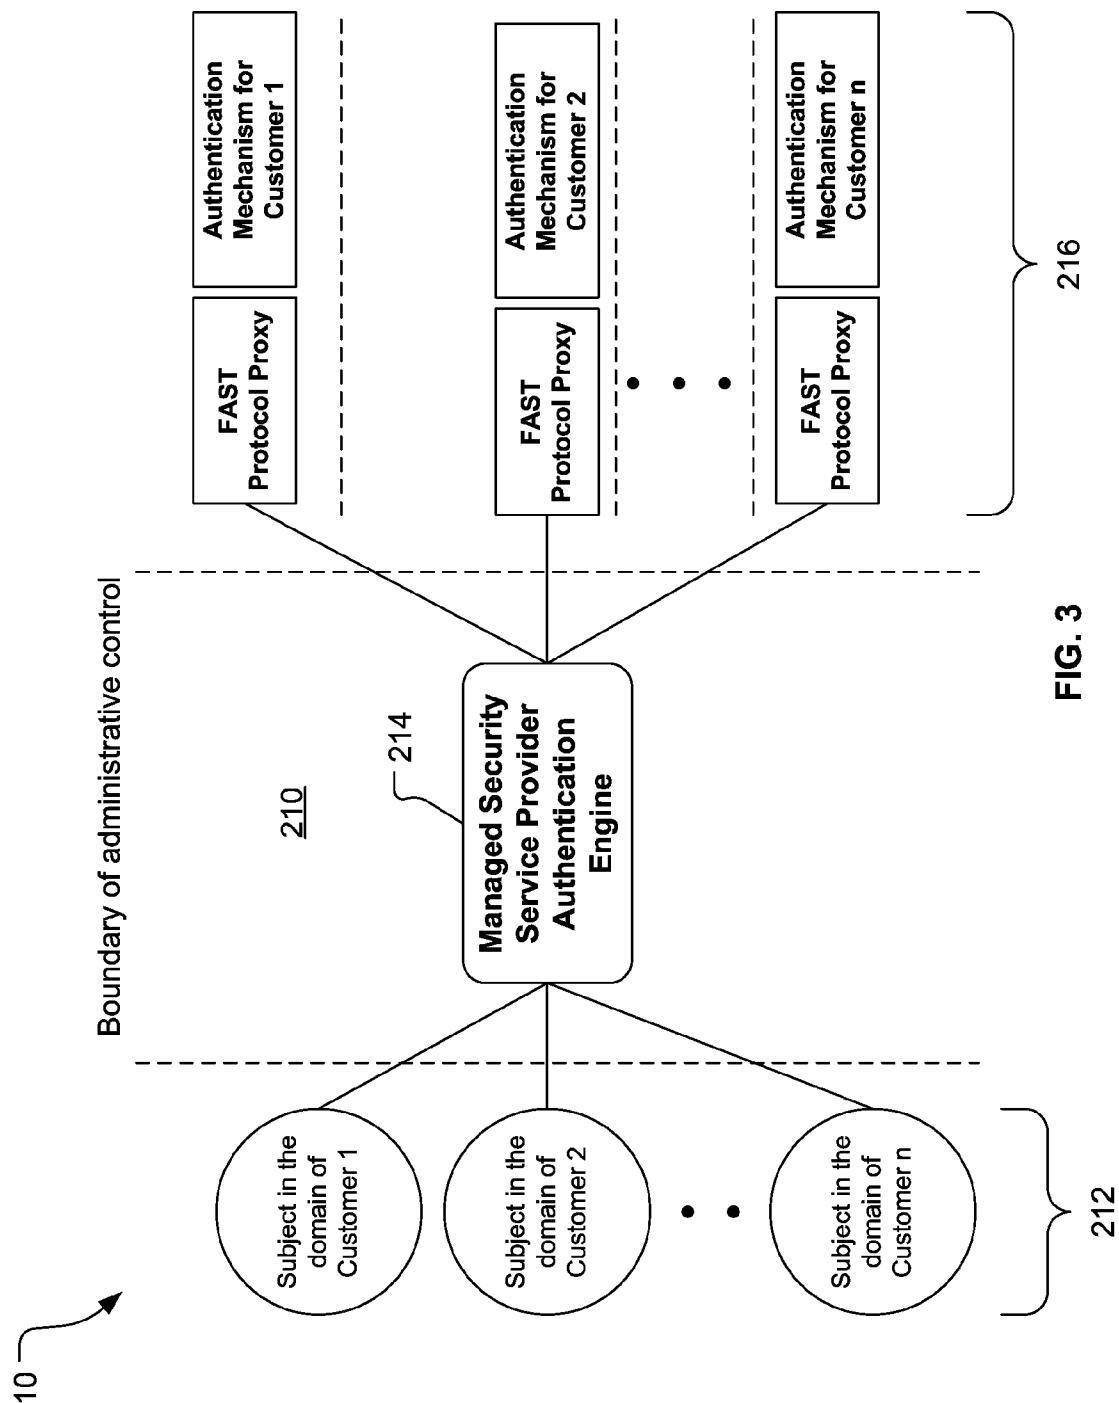 10
Boundary of administrative control
Subject in the
domain of
Customer 1
Subject in the
domain of
Customer 2
Subject in the
domain of
Customer n
212
210
214
Managed Security
Service Provider
Authentication
Engine
FAST
Protocol Proxy
Authentication
Mechanism for
Customer 1
FAST
Protocol Proxy
Authentication
Mechanism for
Customer 2
FAST
Protocol Proxy
Authentication
Mechanism for
Customer n
216
FIG. 3